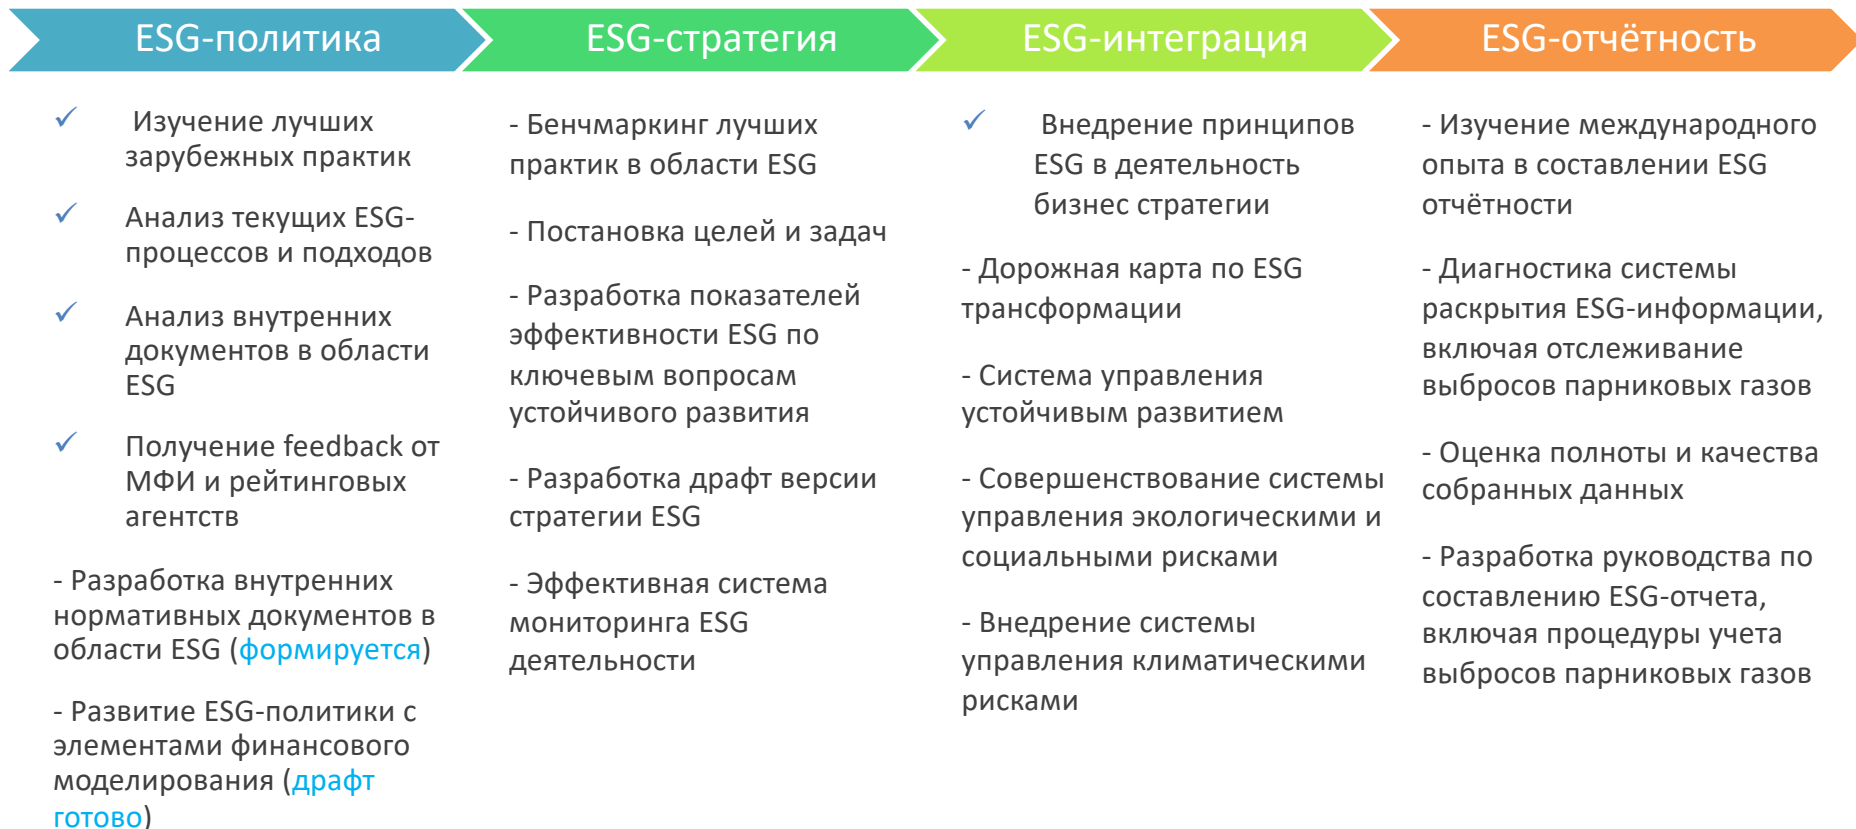 ESG-политика
ESG-стратегия
ESG-интеграция
ESG-отчётность
✓ Изучение лучших
зарубежных практик
✓ Анализ текущих ESG-
процессов и подходов
✓ Анализ внутренних
документов в области
ESG
✓ Получение feedback от
МФИ и рейтинговых
агентств
- Разработка внутренних
нормативных документов в
области ESG (формируется)
- Развитие ESG-политики с
элементами финансового
моделирования (драфт
готово)
- Бенчмаркинг лучших
практик в области ESG
- Постановка целей и задач
- Разработка показателей
эффективности ESG по
ключевым вопросам
устойчивого развития
- Разработка драфт версии
стратегии ESG
- Эффективная система
мониторинга ESG
деятельности
✓ Внедрение принципов
ESG в деятельность
бизнес стратегии
- Дорожная карта по ESG
трансформации
- Система управления
устойчивым развитием
- Совершенствование системы
управления экологическими и
социальными рисками
- Внедрение системы
управления климатическими
рисками
- Изучение международного
опыта в составлении ESG
отчётности
- Диагностика системы
раскрытия ESG-информации,
включая отслеживание
выбросов парниковых газов
- Оценка полноты и качества
собранных данных
- Разработка руководства по
составлению ESG-отчета,
включая процедуры учета
выбросов парниковых газов